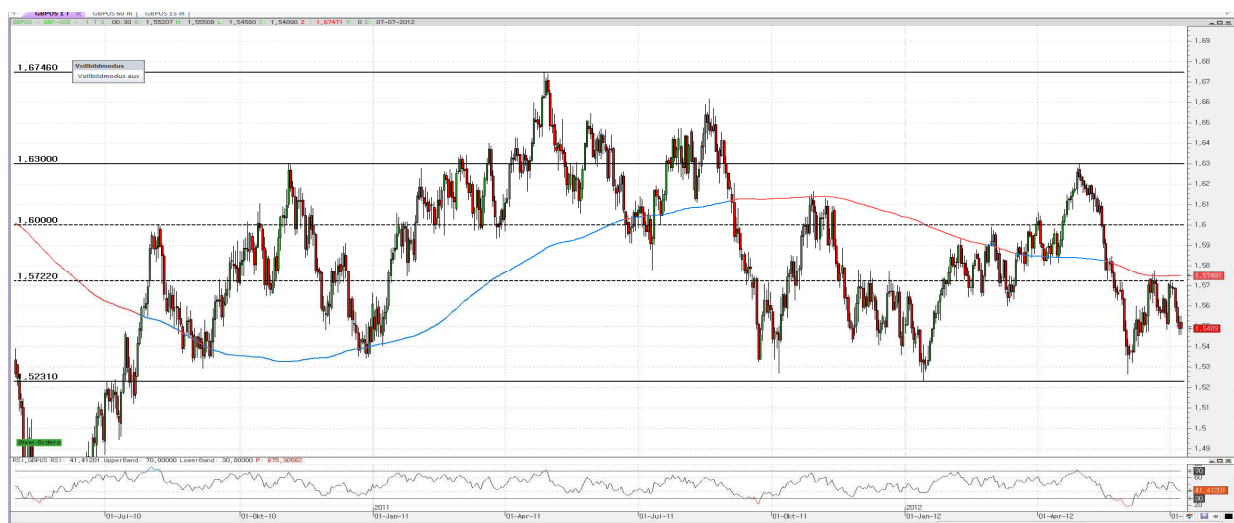 GBPUS 1 T × GBPUS 60 m GBPUS 15 m
GBPUS - GBP-USD - 1 T U: 00:30 O: 1,55207 H: 1,55508 L: 1,54560 C: 1,54890 Z : 1,67471 V: 0 D: 07-07-2012
Vollbildmodus
Vollbildmodus aus
1,67460
1,63000
1,60000
1,57220
1,52310
1,69
1,68
1,67
1,66
1,65
1,64
1,63
1,62
1,61
1,6
1,59
1,58
1,57481
1,57
1,56
1,5489
1,54
1,53
1,52
1,51
1,5
1,49
Ohne Orders
RSI_GBPUS RSI: 41,41201 UpperBand: 70,00000 LowerBand: 30,00000 P: 675,30582
70
60
41,41201
30
20
2011
2012
01-Jul-10
01-Okt-10
01-Jan-11
01-Apr-11
01-Jul-11
01-Okt-11
01-Jan-12
01-Apr-12
01-